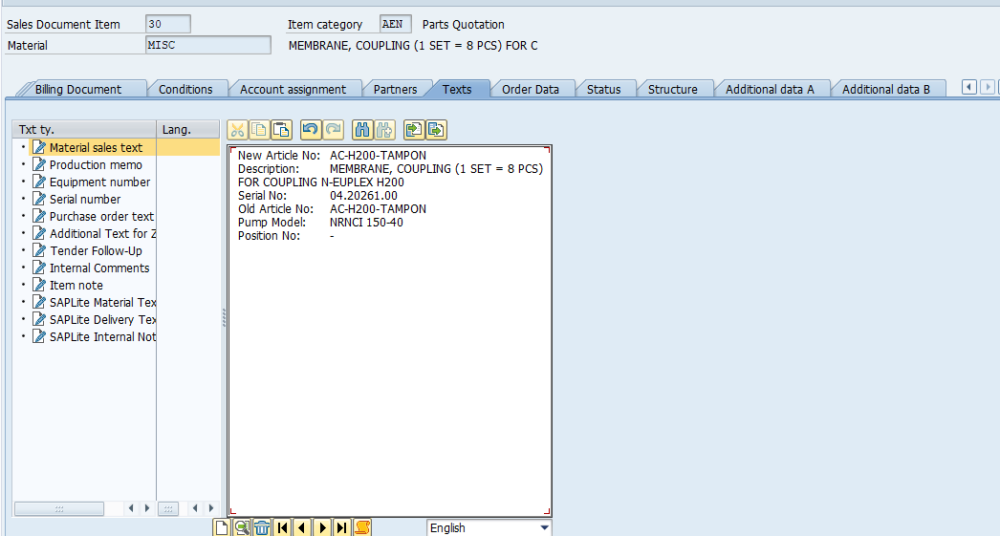 Sales Document Item 30 Item category AEN Parts Quotation
Material MISC MEMBRANE, COUPLING (1 SET = 8 PCS) FOR C
Billing Document Conditions Account assignment Partners Texts Order Data Status Structure Additional data A Additional data B
Txt ty. Lang.
Material sales text
Production memo
Equipment number
Serial number
Purchase order text
Additional Text for Z
Tender Follow-Up
Internal Comments
Item note
SAPLite Material Tex
SAPLite Delivery Tex
SAPLite Internal Not
New Article No: AC-H200-TAMPON
Description: MEMBRANE, COUPLING (1 SET = 8 PCS)
FOR COUPLING N-EUPLEX H200
Serial No: 04.20261.00
Old Article No: AC-H200-TAMPON
Pump Model: NRNCI 150-40
Position No: -
English